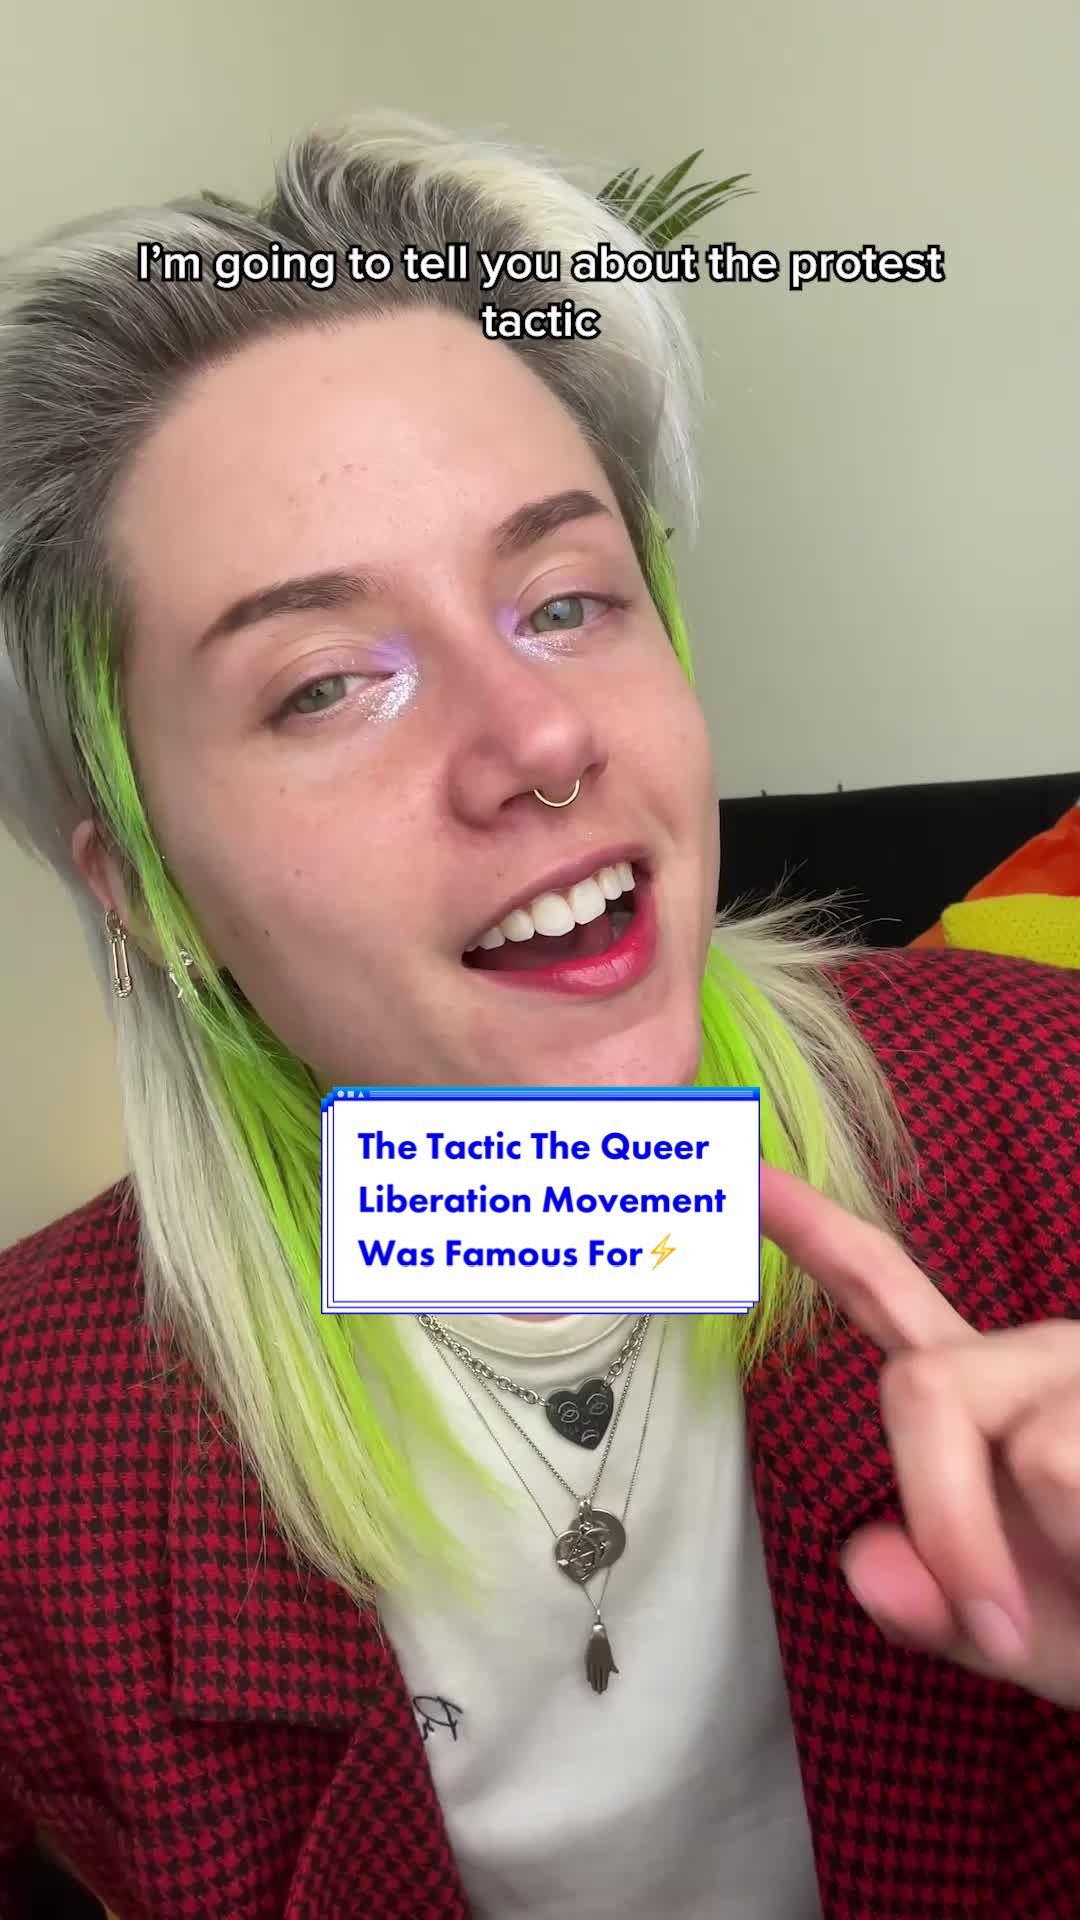 I’m going to tell you about the protest
tactic
The Tactic The Queer
Liberation Movement
Was Famous For⚡